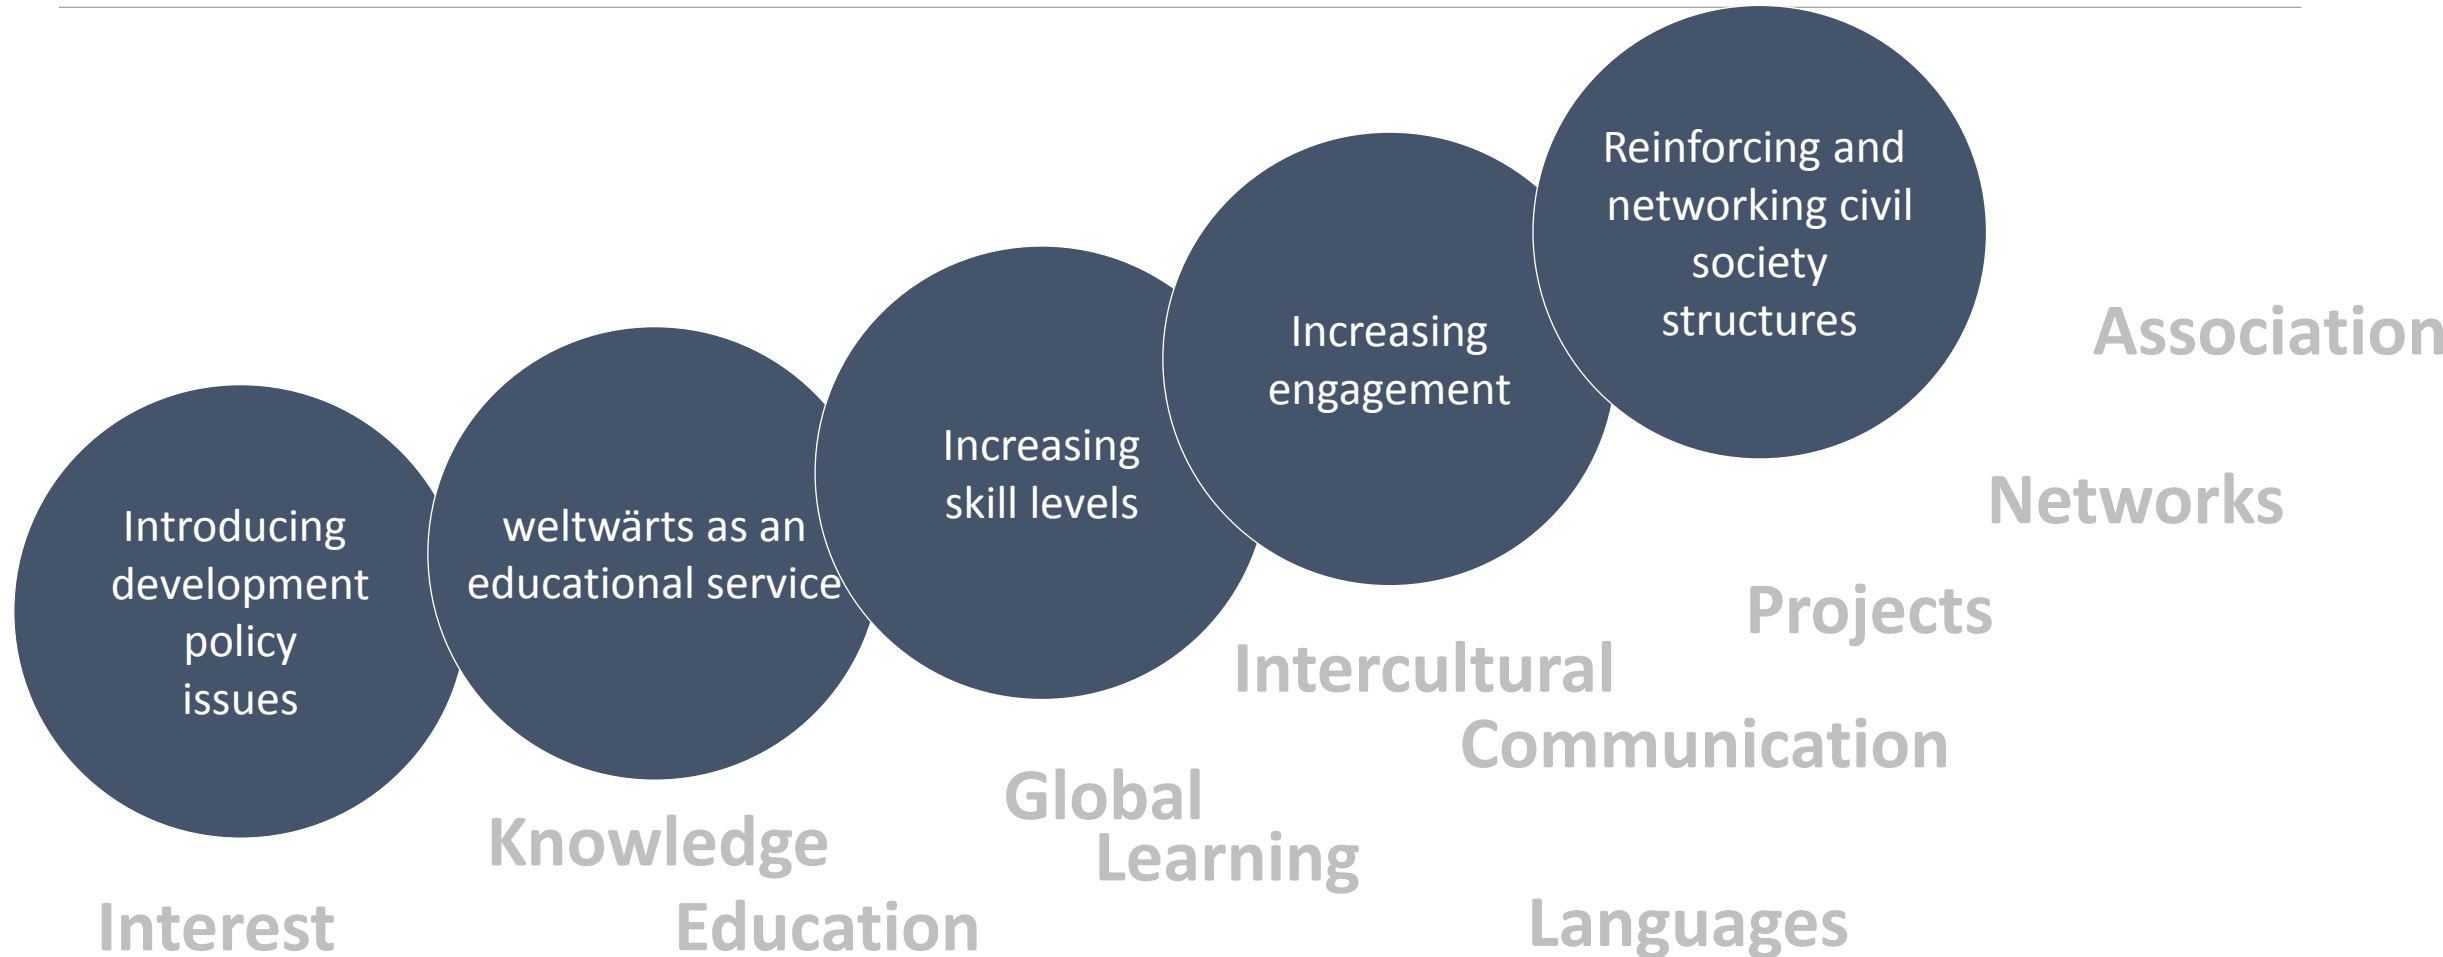 Introducing
development
policy
issues
weltwärts as an
educational service
Increasing
skill levels
Increasing
engagement
Reinforcing and
networking civil
society
structures
Association
Networks
Projects
Intercultural
Communication
Global
Learning
Knowledge
Education
Interest
Languages